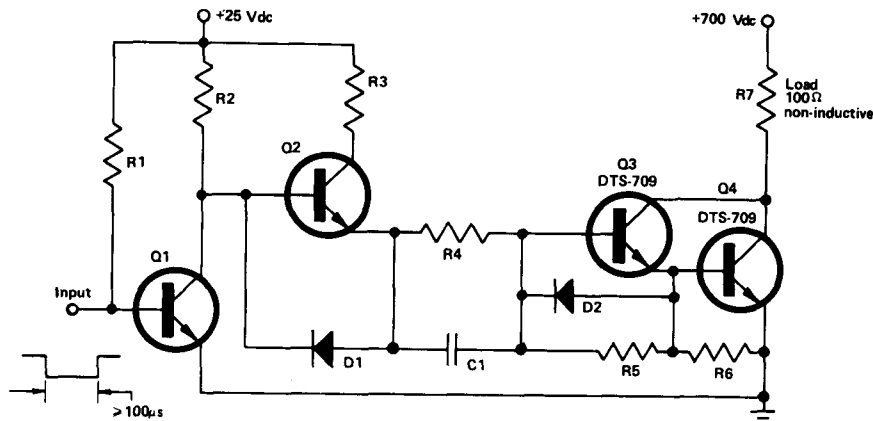 +25 Vdc
+700 Vdc
R1
R2
R3
R7
Load
100Ω
non-inductive
Q2
Q3
DTS-709
Q4
DTS-709
Q1
R4
Input
D2
D1
C1
R5
R6
≥ 100μs